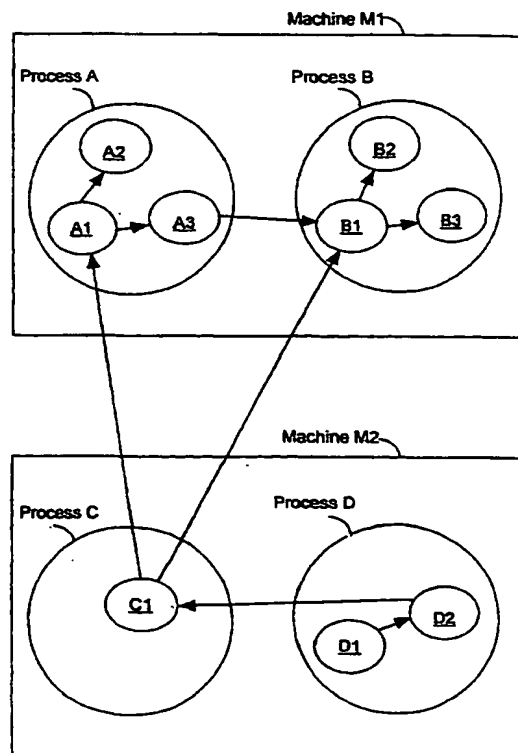 Machine M1
Process A
Process B
A2
B2
A1
A3
B1
B3
Machine M2
Process C
Process D
C1
D2
D1